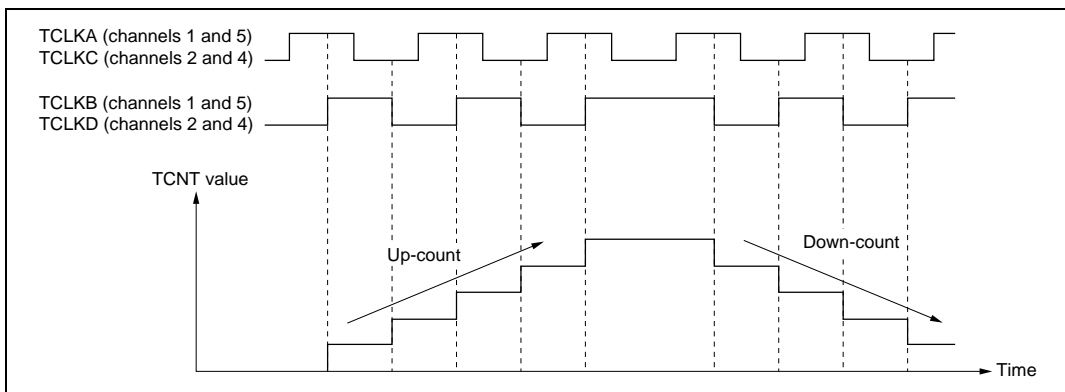 TCLKA (channels 1 and 5)
TCLKC (channels 2 and 4)
TCLKB (channels 1 and 5)
TCLKD (channels 2 and 4)
TCNT value
Up-count
Down-count
Time